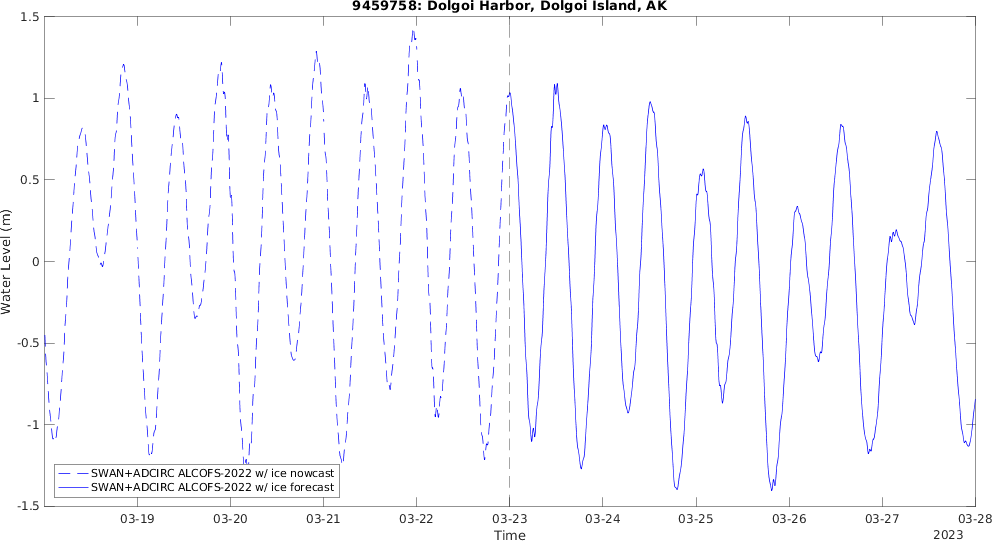 9459758: Dolgoi Harbor, Dolgoi Island, AK
1.5
1
0.5
0
-0.5
-1
-1.5
Water Level (m)
SWAN+ADCIRC ALCOFS-2022 w/ ice nowcast
SWAN+ADCIRC ALCOFS-2022 w/ ice forecast
03-19 03-20 03-21 03-22 03-23 03-24 03-25 03-26 03-27 03-28
Time
2023